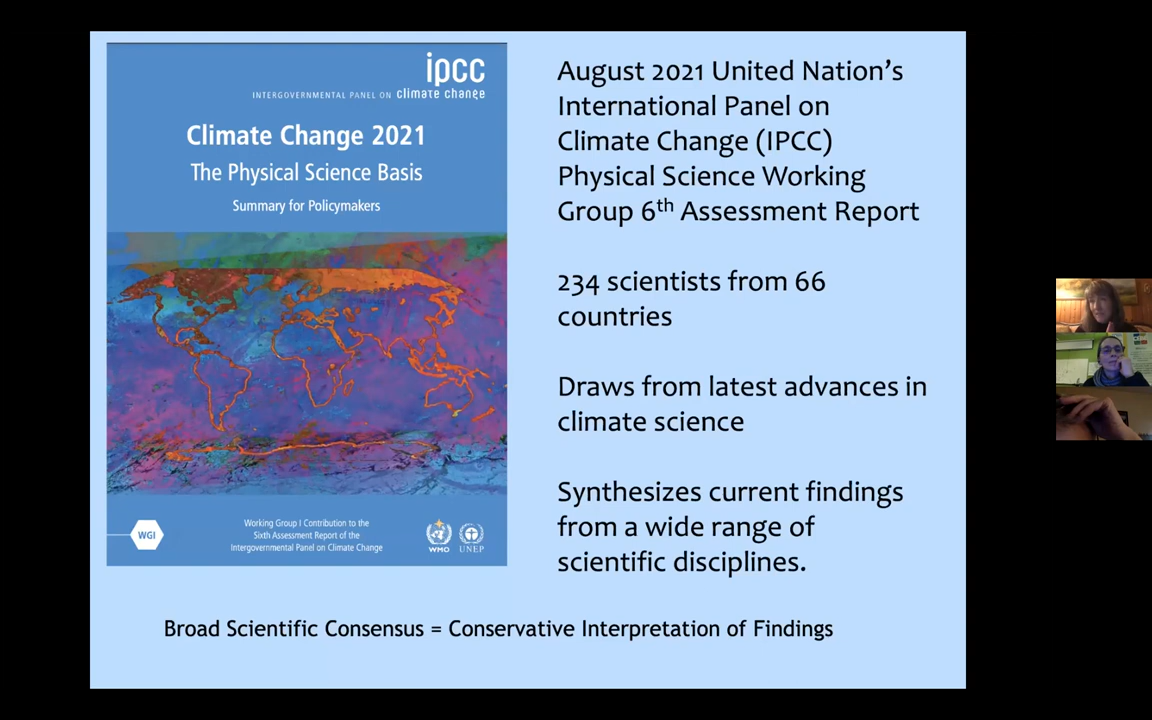 ipcc
INTERGOVERNMENTAL PANEL ON climate change
Climate Change 2021
The Physical Science Basis
Summary for Policymakers
WGI
Working Group I Contribution to the
Sixth Assessment Report of the
Intergovernmental Panel on Climate Change
WMO
UNEP
August 2021 United Nation's
International Panel on
Climate Change (IPCC)
Physical Science Working
Group 6th Assessment Report
234 scientists from 66
countries
Draws from latest advances in
climate science
Synthesizes current findings
from a wide range of
scientific disciplines.
Broad Scientific Consensus = Conservative Interpretation of Findings